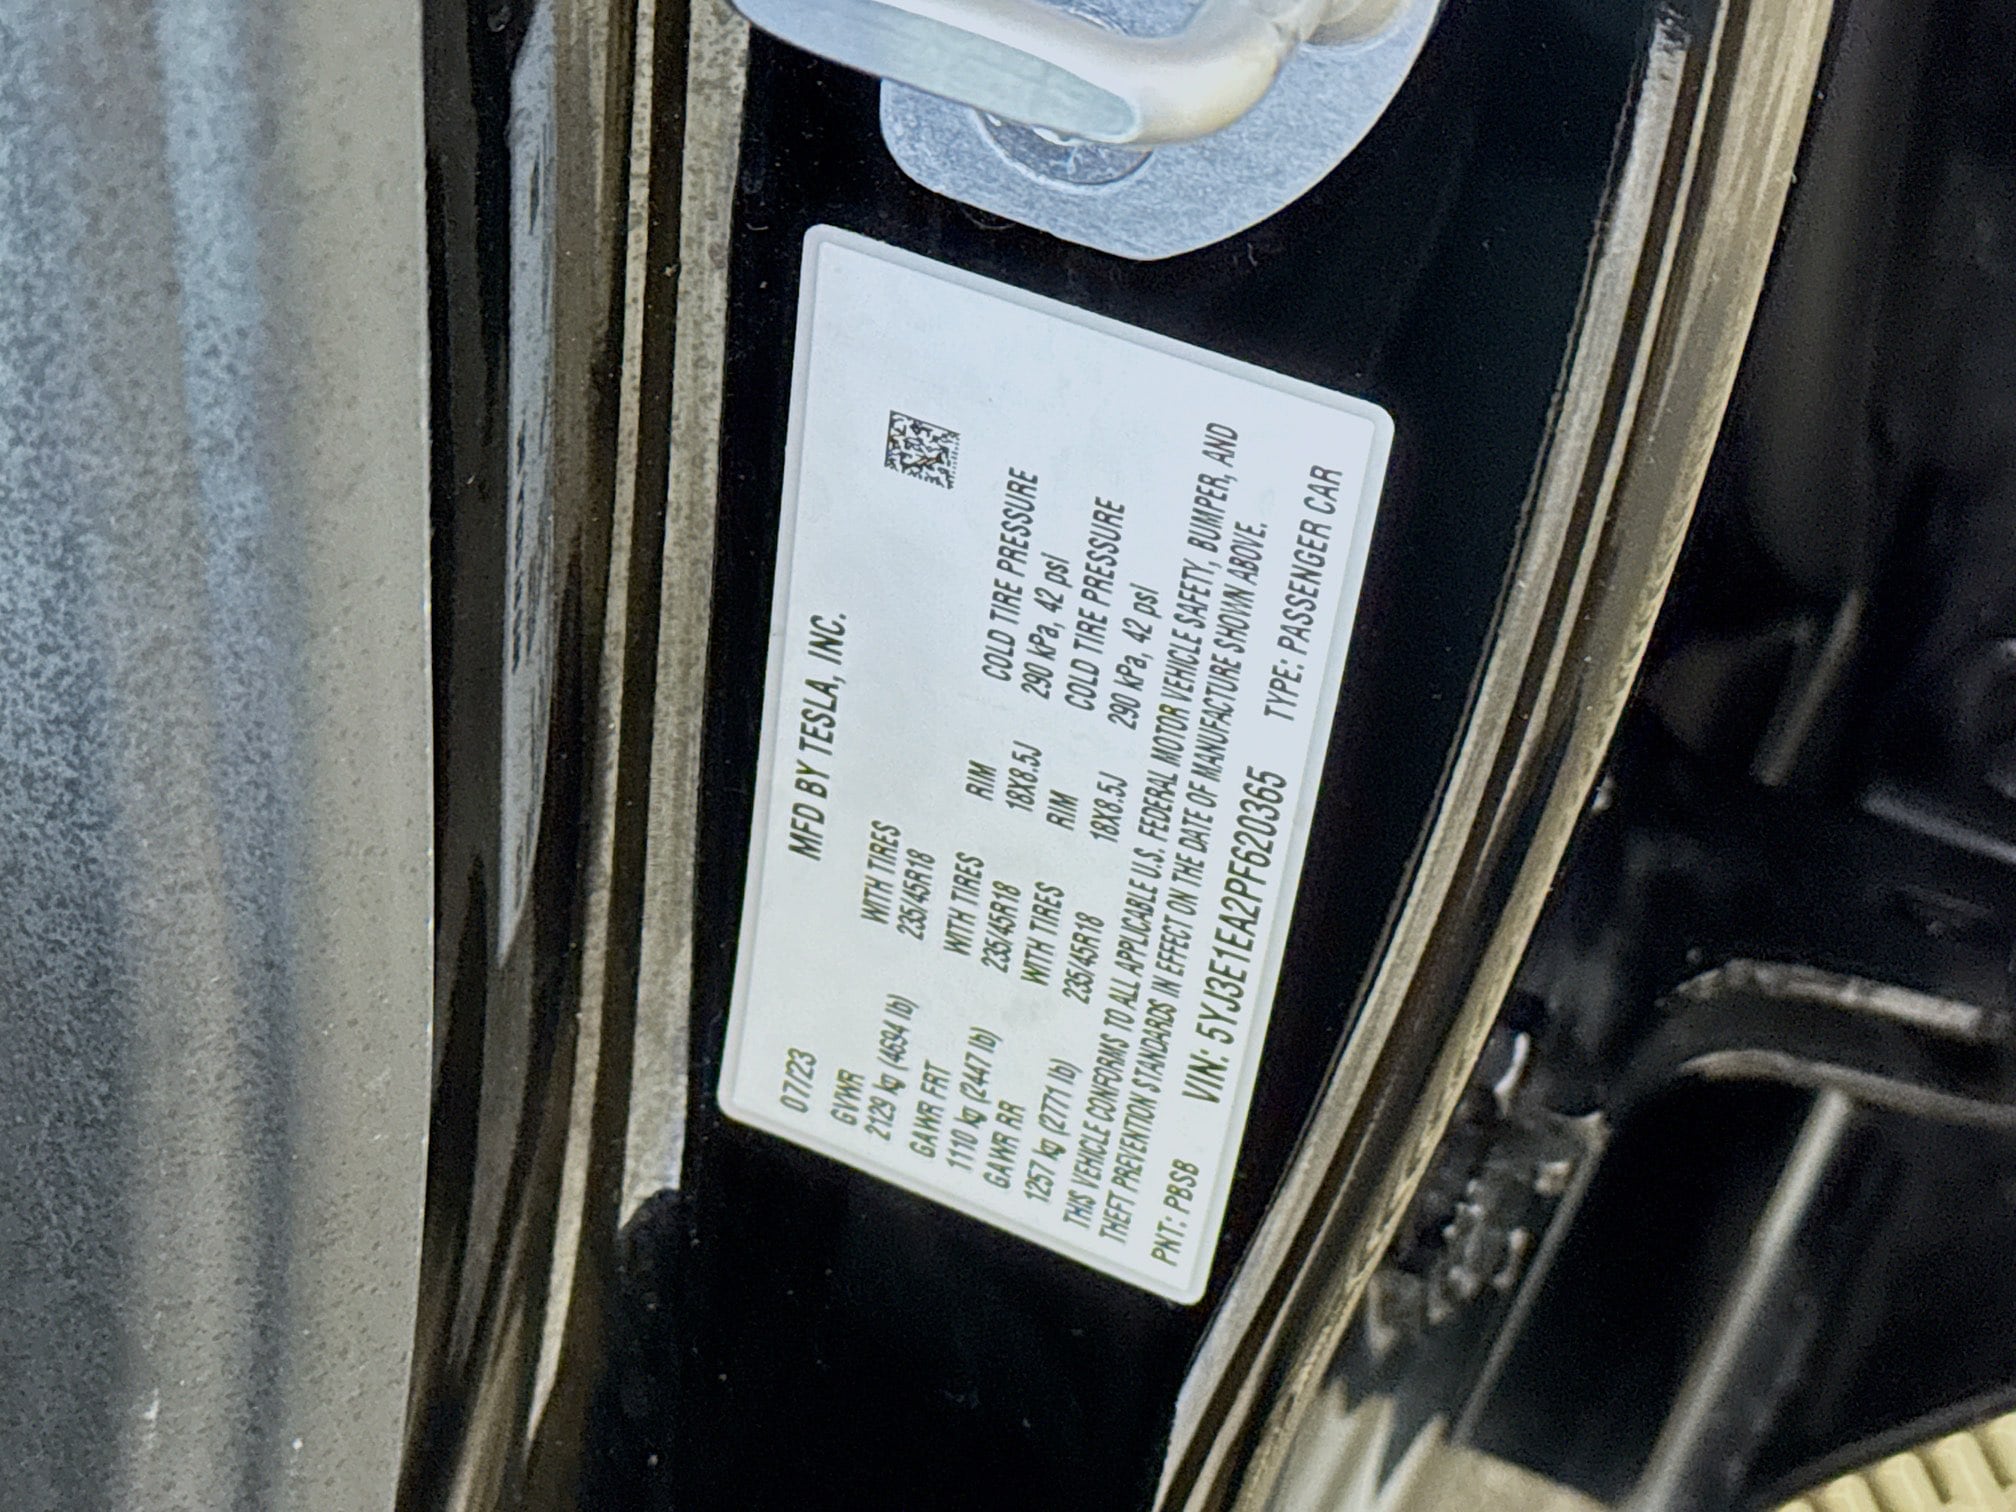 MFD BY TESLA, INC.
07/23
GVWR WITH TIRES
2129 kg (4694 lb) 235/45R18
GAWR FRT WITH TIRES RIM COLD TIRE PRESSURE
1110 kg (2447 lb) 235/45R18 18X8.5J 290 kPa, 42 psi
GAWR RR WITH TIRES RIM COLD TIRE PRESSURE
1257 kg (2771 lb) 235/45R18 18X8.5J 290 kPa, 42 psi
THIS VEHICLE CONFORMS TO ALL APPLICABLE U.S. FEDERAL MOTOR VEHICLE SAFETY, BUMPER, AND
THEFT PREVENTION STANDARDS IN EFFECT ON THE DATE OF MANUFACTURE SHOWN ABOVE.
PNT: PBSB VIN: 5YJ3E1EA2PF620365 TYPE: PASSENGER CAR